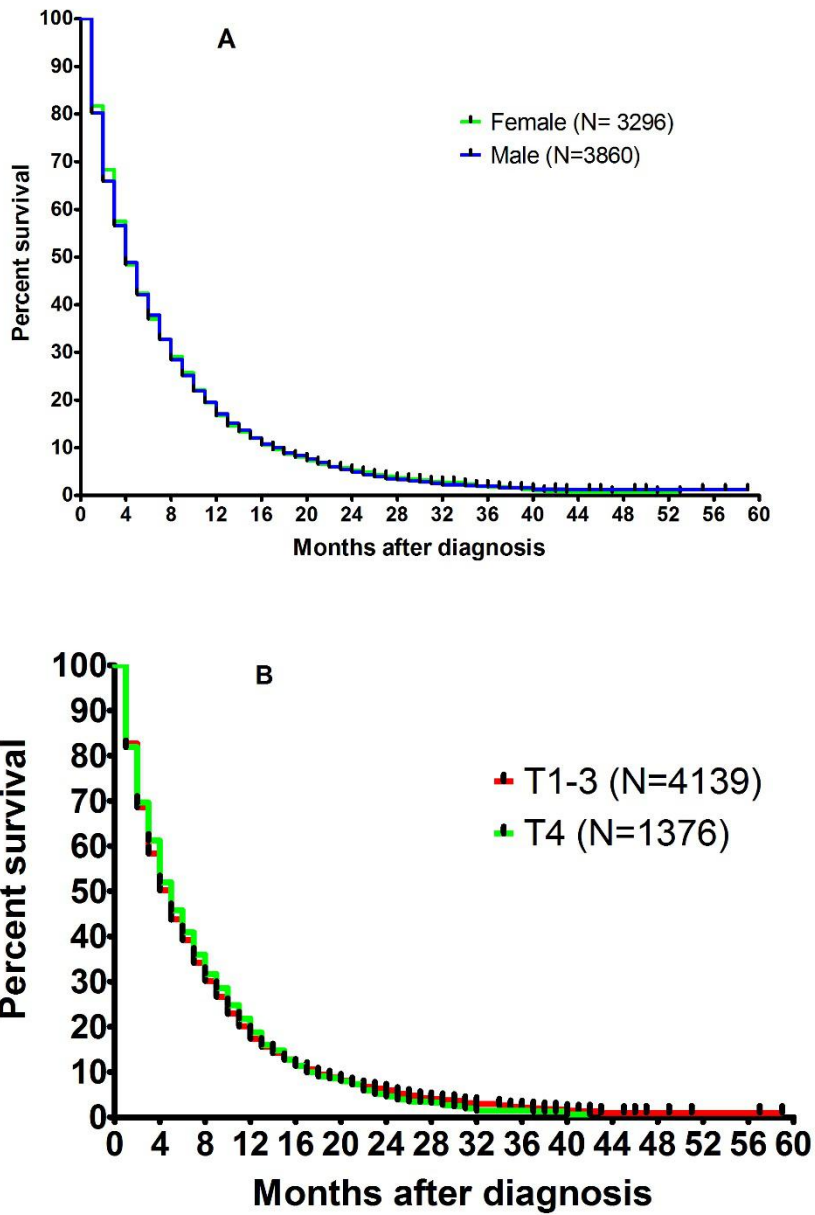 A
100
90
80
70
60
50
40
30
20
10
0
Percent survival
Female (N= 3296)
Male (N=3860)
0 4 8 12 16 20 24 28 32 36 40 44 48 52 56 60
Months after diagnosis
B
100
90
80
70
60
50
40
30
20
10
0
Percent survival
T1-3 (N=4139)
T4 (N=1376)
0 4 8 12 16 20 24 28 32 36 40 44 48 52 56 60
Months after diagnosis